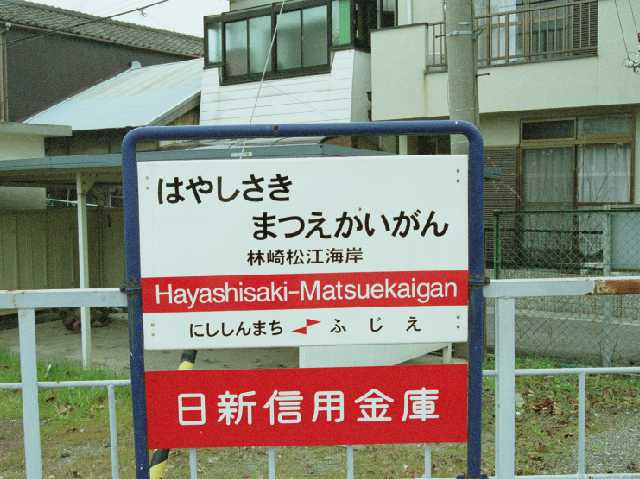 はやしさき
まつえかいがん
林崎松江海岸
Hayashisaki-Matsuekaigan
にししんまち ふじえ
日新信用金庫